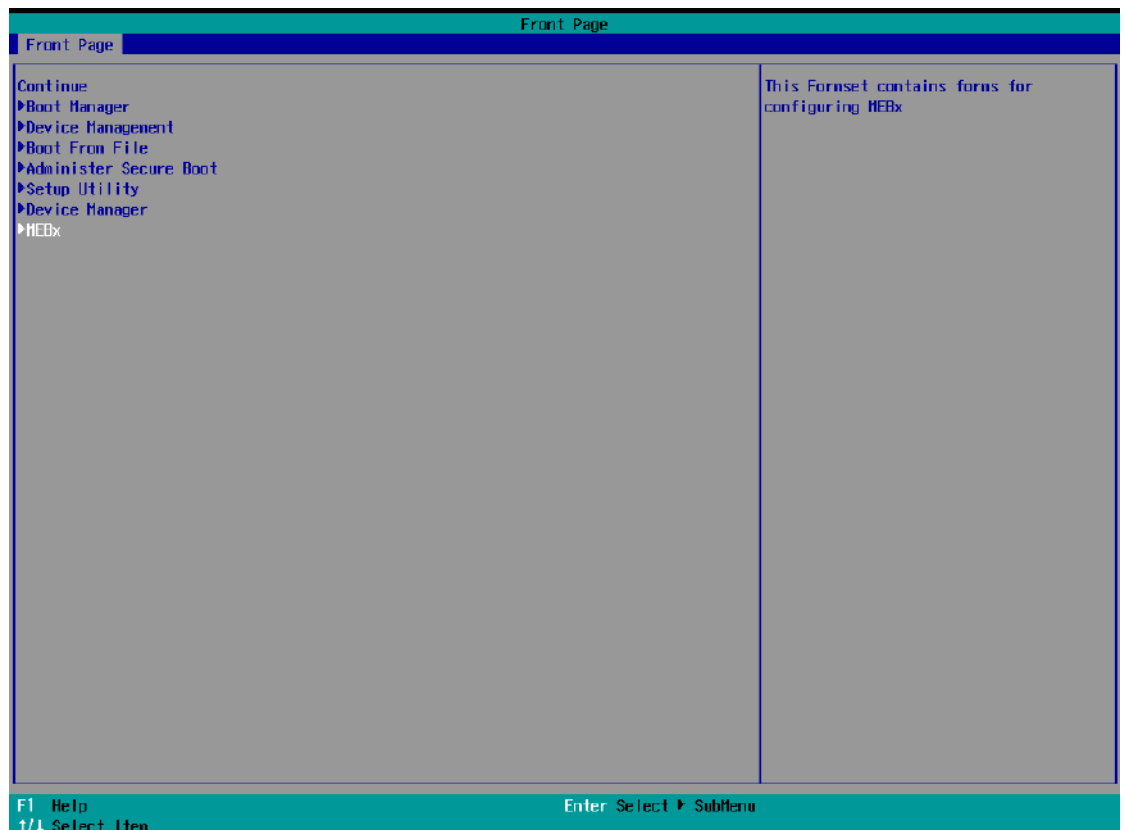 Front Page
Front Page
Continue
▶Boot Manager
▶Device Management
▶Boot From File
▶Administer Secure Boot
▶Setup Utility
▶Device Manager
▶MEBx
This Formset contains forms for
configuring MEBx
F1 Help
Enter Select ▶ SubMenu
↑/↓ Select Item